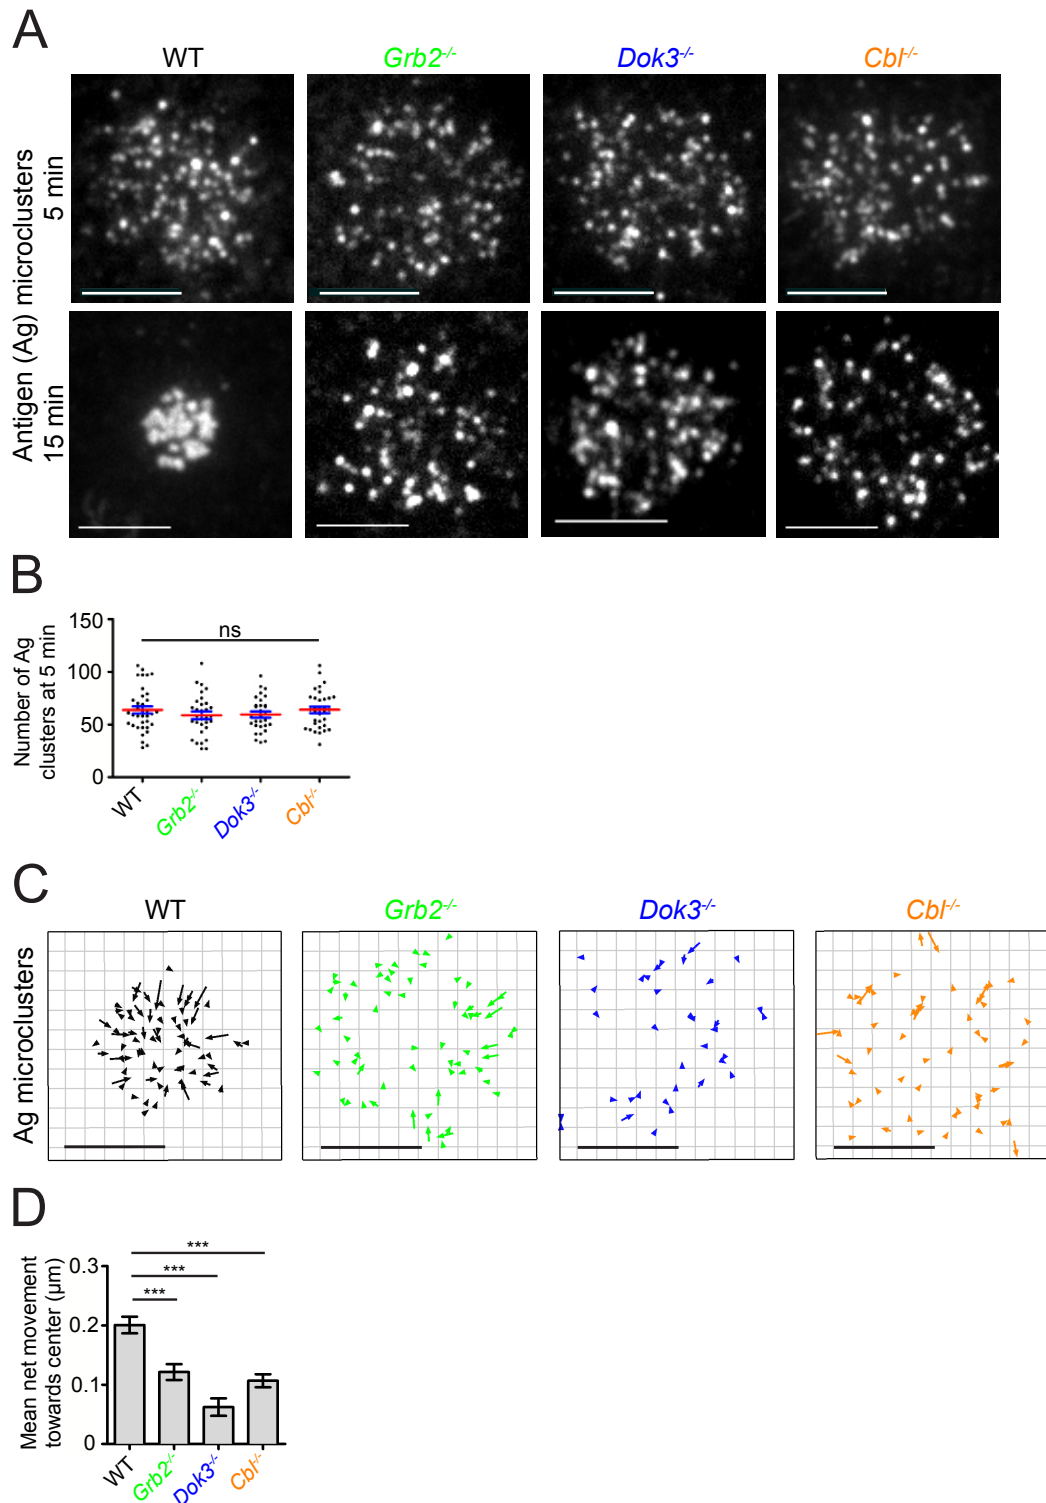 A
WT
Grb2-/-
Dok3-/-
Cbl-/-
Antigen (Ag) microclusters
5 min
15 min
B
Number of Ag
clusters at 5 min
150
100
50
0
ns
WT
Grb2-/-
Dok3-/-
Cbl-/-
C
WT
Grb2-/-
Dok3-/-
Cbl-/-
Ag microclusters
D
Mean net movement
towards center (µm)
0.3
0.2
0.1
0
***
***
***
WT
Grb2-/-
Dok3-/-
Cbl-/-